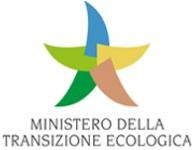 MINISTERO DELLA
TRANSIZIONE ECOLOGICA